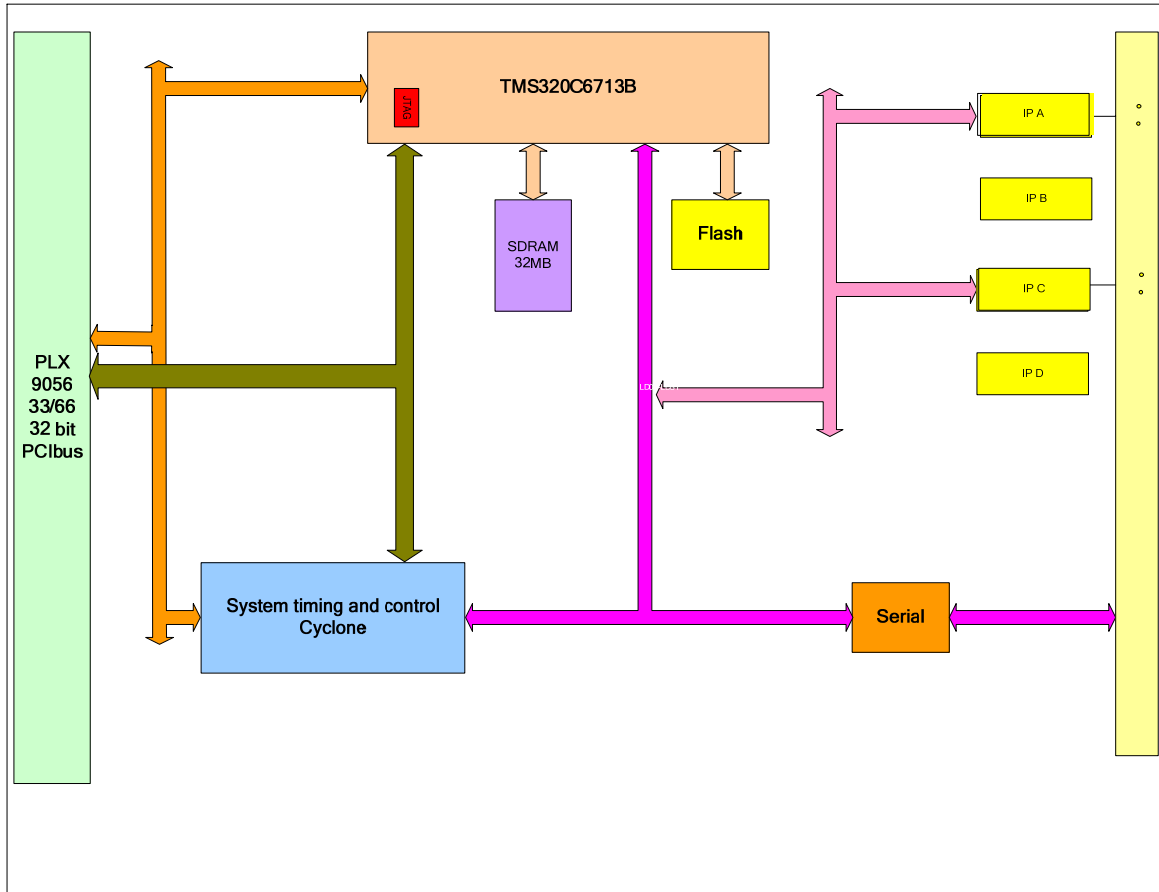 TMS320C6713B
JTAG
IP A
IP B
SDRAM
32MB
Flash
IP C
IP D
PLX
9056
33/66
32 bit
PCIbus
System timing and control
Cyclone
Serial